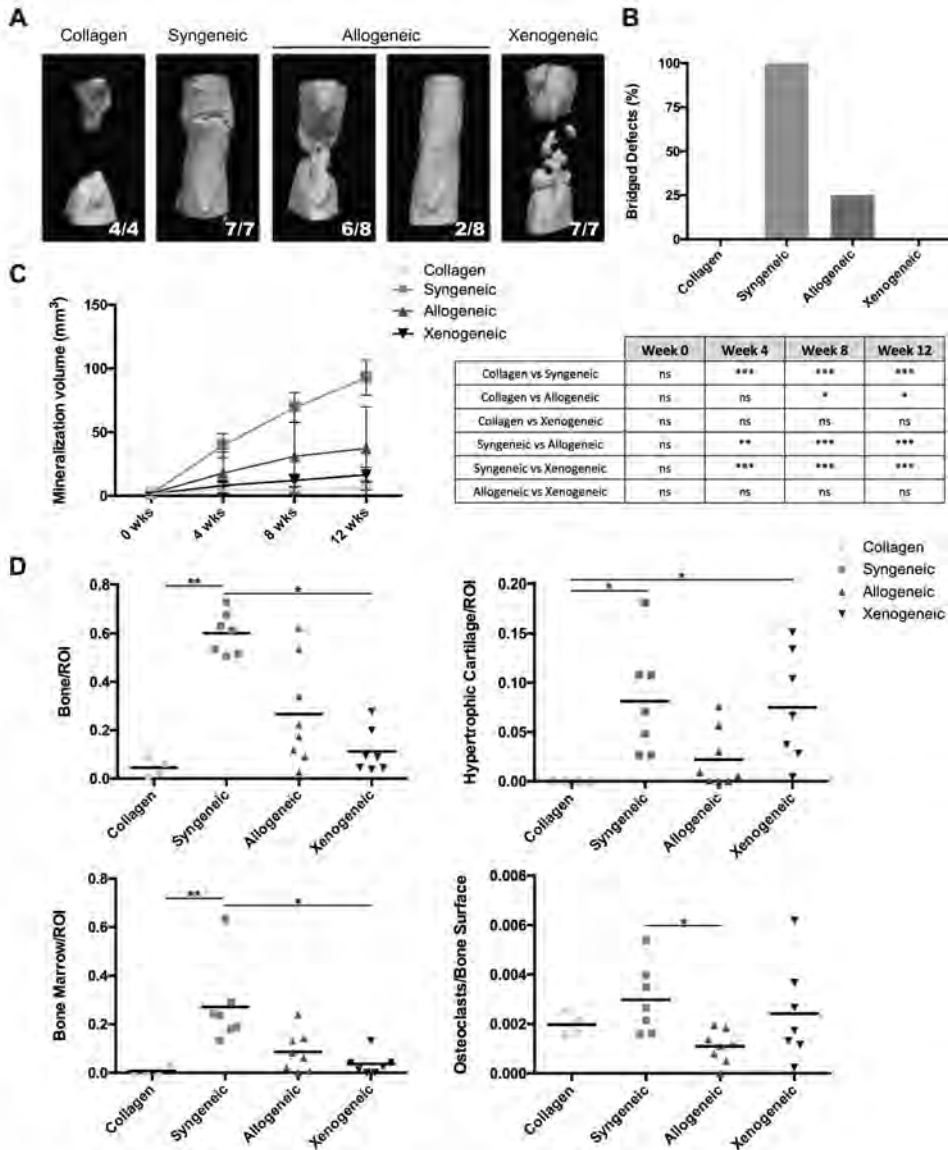 A
Collagen Syngeneic Allogeneic Xenogeneic
4/4 7/7 6/8 2/8 7/7
B
Bridged Defects (%)
100
75
50
25
0
Collagen Syngeneic Allogeneic Xenogeneic
C
Mineralization volume (mm³)
150
100
50
0
0 wks 4 wks 8 wks 12 wks
Collagen
Syngeneic
Allogeneic
Xenogeneic
Week 0 Week 4 Week 8 Week 12
Collagen vs Syngeneic ns *** *** ***
Collagen vs Allogeneic ns ns * *
Collagen vs Xenogeneic ns ns ns ns
Syngeneic vs Allogeneic ns ** *** ***
Syngeneic vs Xenogeneic ns *** *** ***
Allogeneic vs Xenogeneic ns ns ns ns
D
Bone/ROI
0.8
0.6
0.4
0.2
0.0
** *
Collagen Syngeneic Allogeneic Xenogeneic
Hypertrophic Cartilage/ROI
0.20
0.15
0.10
0.05
0.00
* *
Collagen Syngeneic Allogeneic Xenogeneic
Collagen
Syngeneic
Allogeneic
Xenogeneic
Bone Marrow/ROI
0.8
0.6
0.4
0.2
0.0
** *
Collagen Syngeneic Allogeneic Xenogeneic
Osteoclasts/Bone Surface
0.006
0.004
0.002
0.000
*
Collagen Syngeneic Allogeneic Xenogeneic